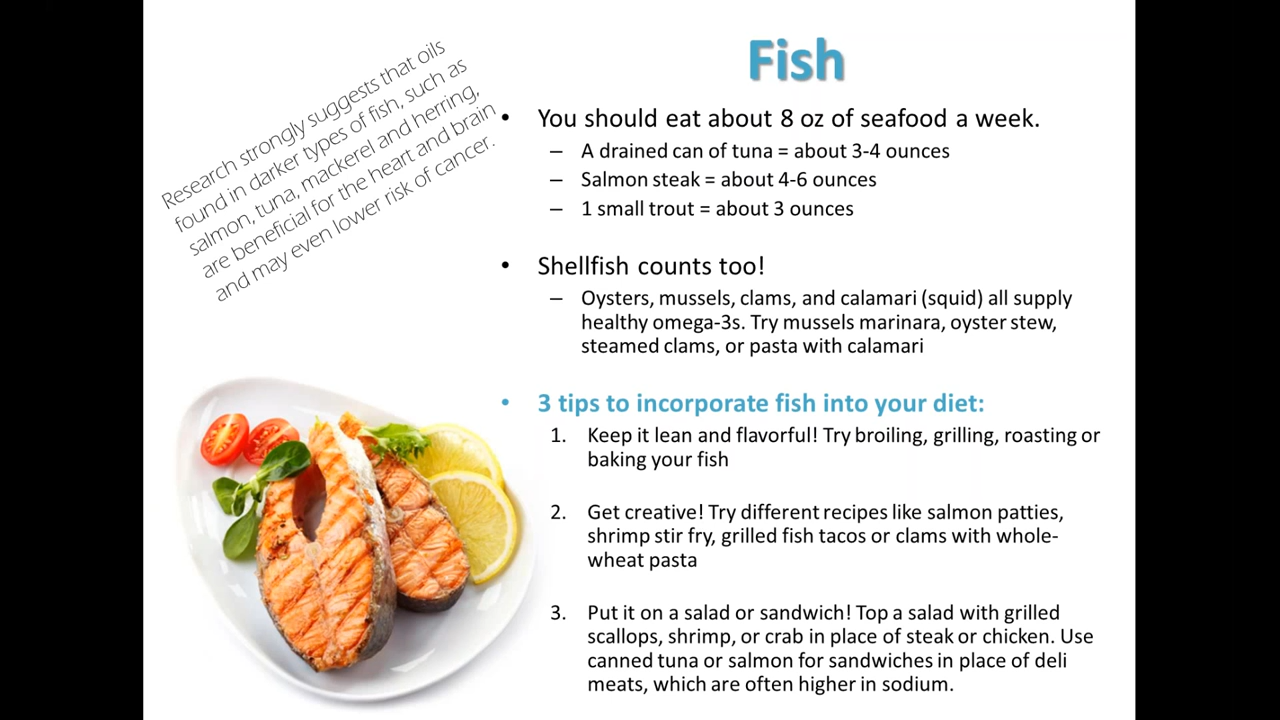 Research strongly suggests that oils
found in darker types of fish, such as
salmon, tuna, mackerel and herring,
are beneficial for the heart and brain
and may even lower risk of cancer.
Fish
• You should eat about 8 oz of seafood a week.
– A drained can of tuna = about 3-4 ounces
– Salmon steak = about 4-6 ounces
– 1 small trout = about 3 ounces
• Shellfish counts too!
– Oysters, mussels, clams, and calamari (squid) all supply
healthy omega-3s. Try mussels marinara, oyster stew,
steamed clams, or pasta with calamari
• 3 tips to incorporate fish into your diet:
1. Keep it lean and flavorful! Try broiling, grilling, roasting or
baking your fish
2. Get creative! Try different recipes like salmon patties,
shrimp stir fry, grilled fish tacos or clams with whole-
wheat pasta
3. Put it on a salad or sandwich! Top a salad with grilled
scallops, shrimp, or crab in place of steak or chicken. Use
canned tuna or salmon for sandwiches in place of deli
meats, which are often higher in sodium.